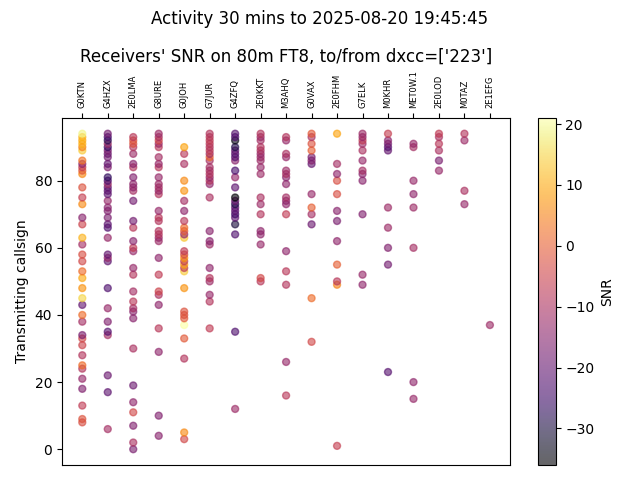 Activity 30 mins to 2025-08-20 19:45:45
Receivers' SNR on 80m FT8, to/from dxcc=['223']
G0KTN G4HZX 2E0LMA G8URE G0JOH G7JUR G4ZFQ 2E0KKT M3AHQ G0VAX 2E0FHM G7ELK M0KHR MET0W.1 2E0LOD M0TAZ 2E1EFG
Transmitting callsign
80
60
40
20
0
20
10
0
−10
−20
−30
SNR